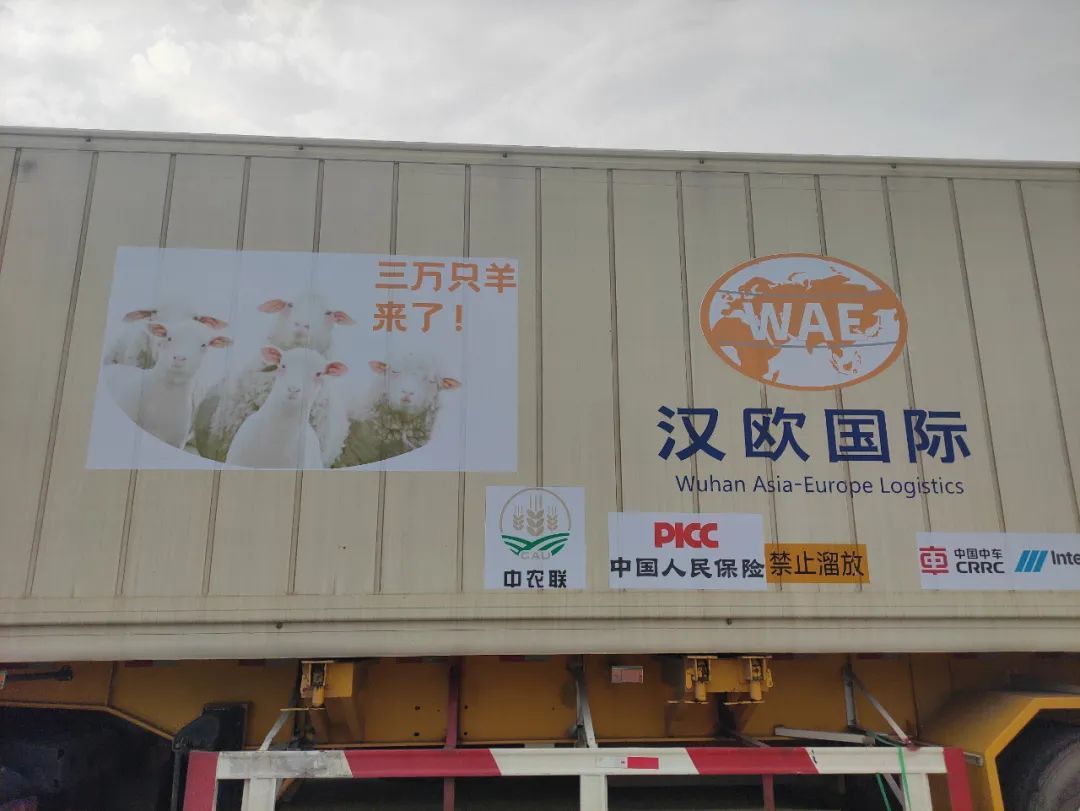 三万只羊
来了!
WAE
汉欧国际
Wuhan Asia-Europe Logistics
CAU
中农联
PICC
中国人民保险
禁止溜放
中国中车
CRRC
Inte